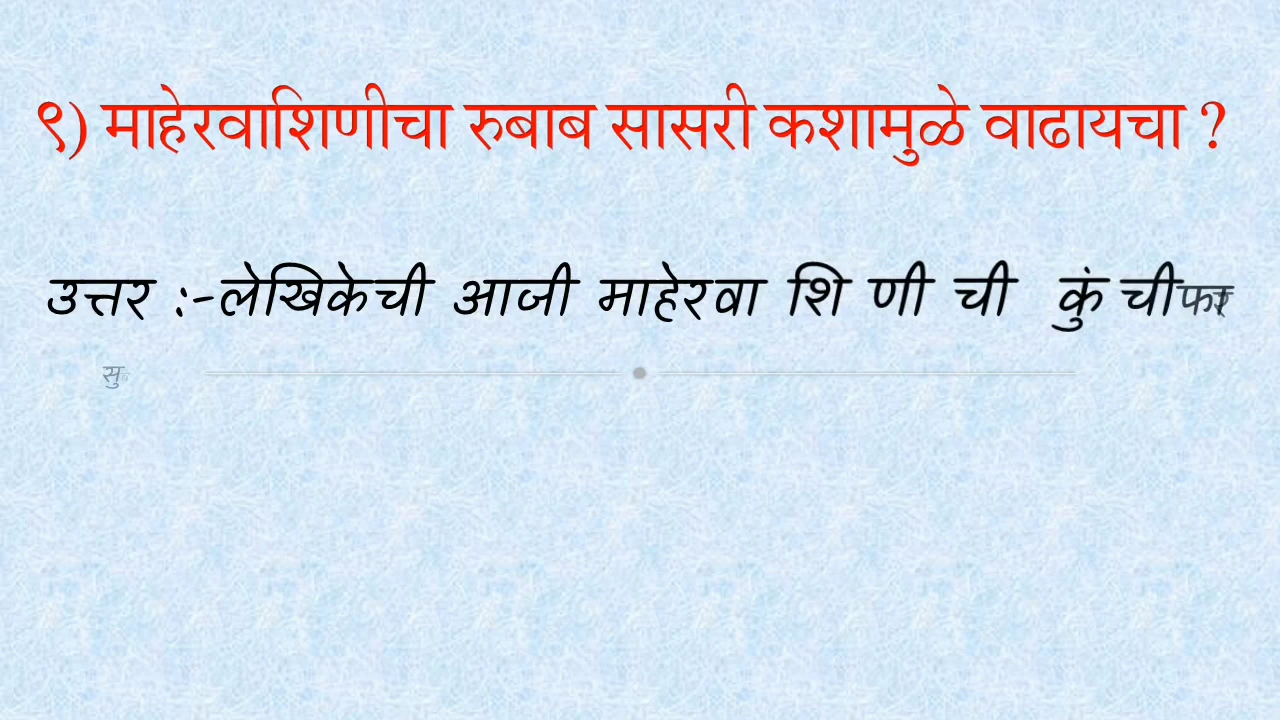 ९) माहेरवाशिणीचा रुबाब सासरी कशामुळे वाढायचा ?
उत्तर :-लेखिकेची आजी माहेरवा शि णी ची कुं ची
सु